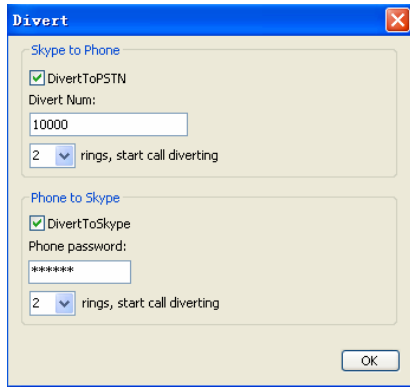 Divert
Skype to Phone
DivertToPSTN
Divert Num:
10000
2 rings, start call diverting
Phone to Skype
DivertToSkype
Phone password:
******
2 rings, start call diverting
OK